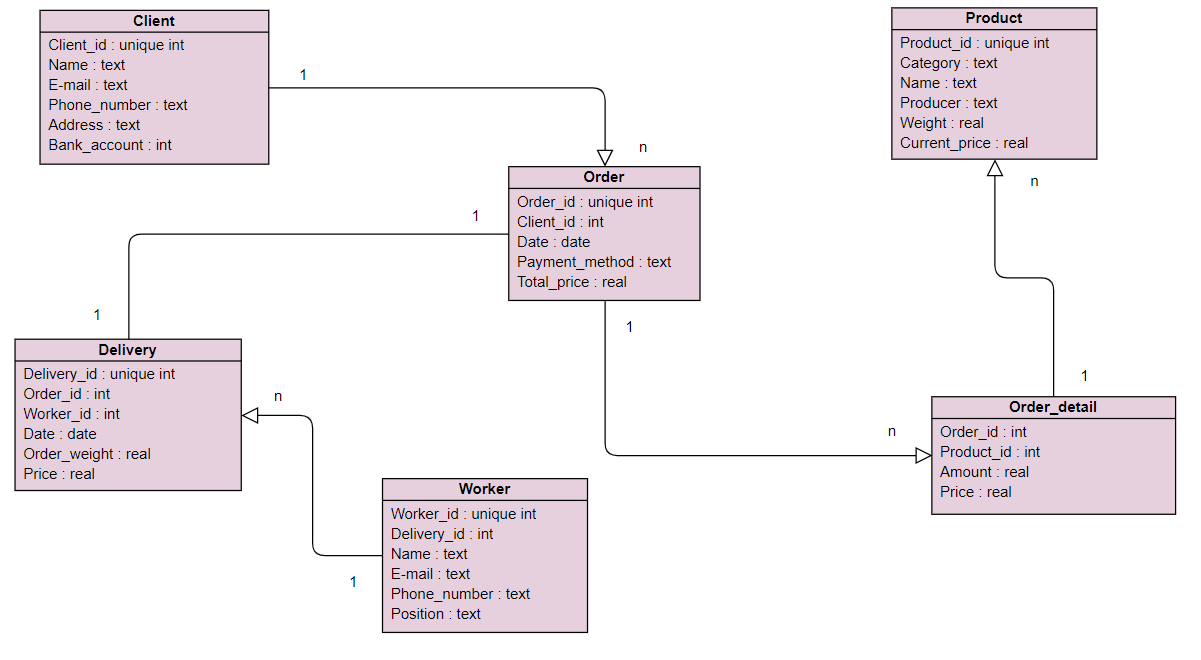 Client
Client_id : unique int
Name : text
E-mail : text
Phone_number : text
Address : text
Bank_account : int
1
n
Product
Product_id : unique int
Category : text
Name : text
Producer : text
Weight : real
Current_price : real
n
1
Order
Order_id : unique int
Client_id : int
Date : date
Payment_method : text
Total_price : real
1
1
1
n
Delivery
Delivery_id : unique int
Order_id : int
Worker_id : int
Date : date
Order_weight : real
Price : real
n
1
Worker
Worker_id : unique int
Delivery_id : int
Name : text
E-mail : text
Phone_number : text
Position : text
Order_detail
Order_id : int
Product_id : int
Amount : real
Price : real